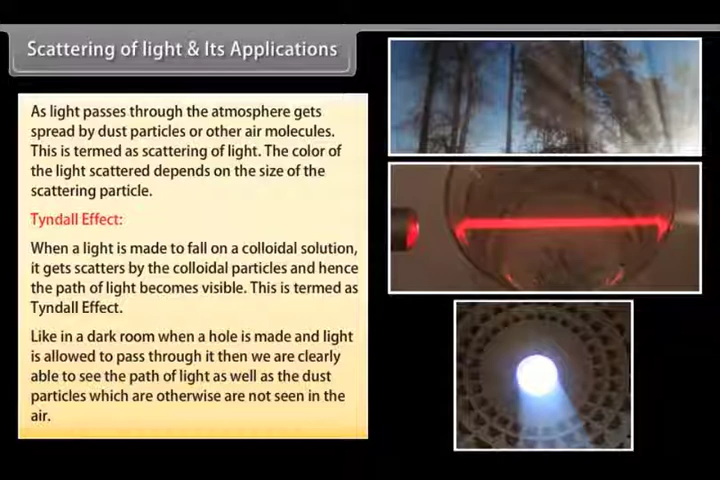 Scattering of light & Its Applications
As light passes through the atmosphere gets
spread by dust particles or other air molecules.
This is termed as scattering of light. The color of
the light scattered depends on the size of the
scattering particle.
Tyndall Effect:
When a light is made to fall on a colloidal solution,
it gets scatters by the colloidal particles and hence
the path of light becomes visible. This is termed as
Tyndall Effect.
Like in a dark room when a hole is made and light
is allowed to pass through it then we are clearly
able to see the path of light as well as the dust
particles which are otherwise are not seen in the
air.